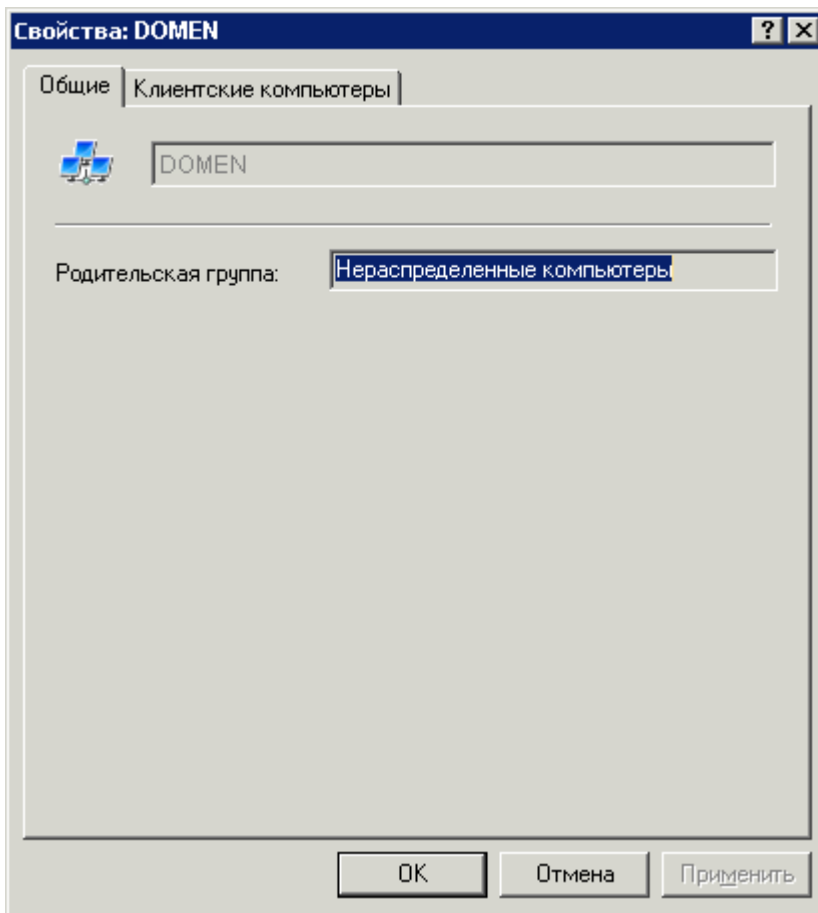 Свойства: DOMEN
Общие Клиентские компьютеры
DOMEN
Родительская группа: Нераспределенные компьютеры
OK Отмена Применить